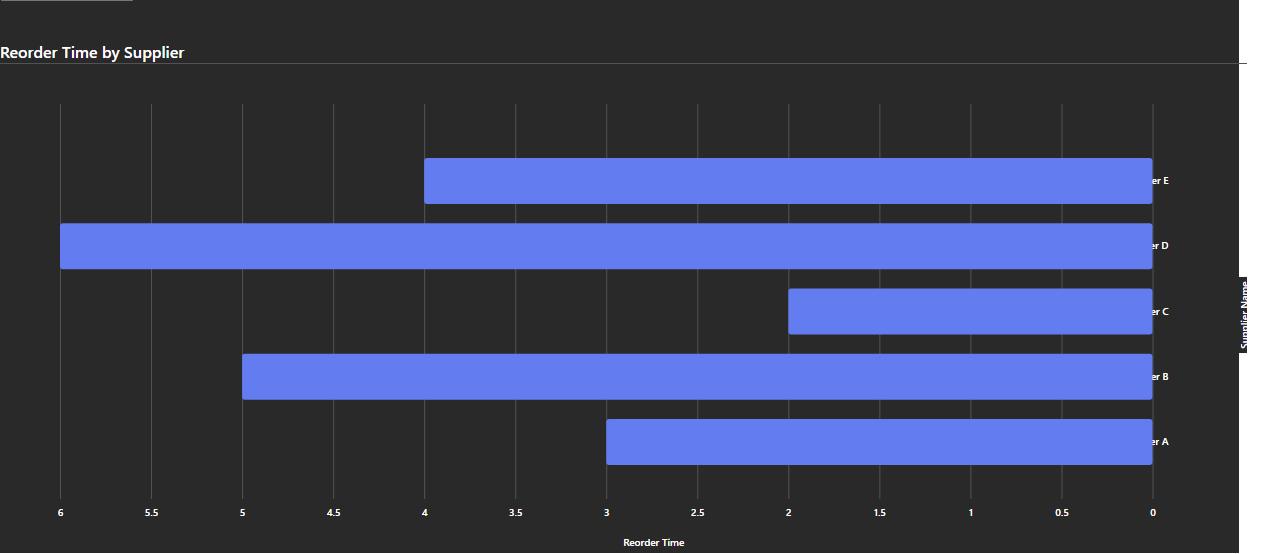 Reorder Time by Supplier
er E
er D
er C
er B
er A
Supplier Name
6 5.5 5 4.5 4 3.5 3 2.5 2 1.5 1 0.5 0
Reorder Time